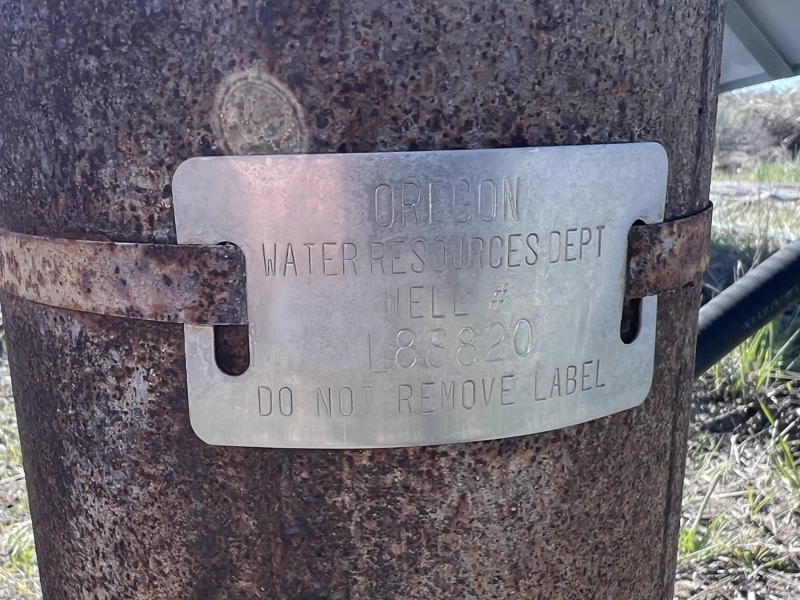 OREGON
WATER RESOURCES DEPT
WELL #
L88820
DO NOT REMOVE LABEL